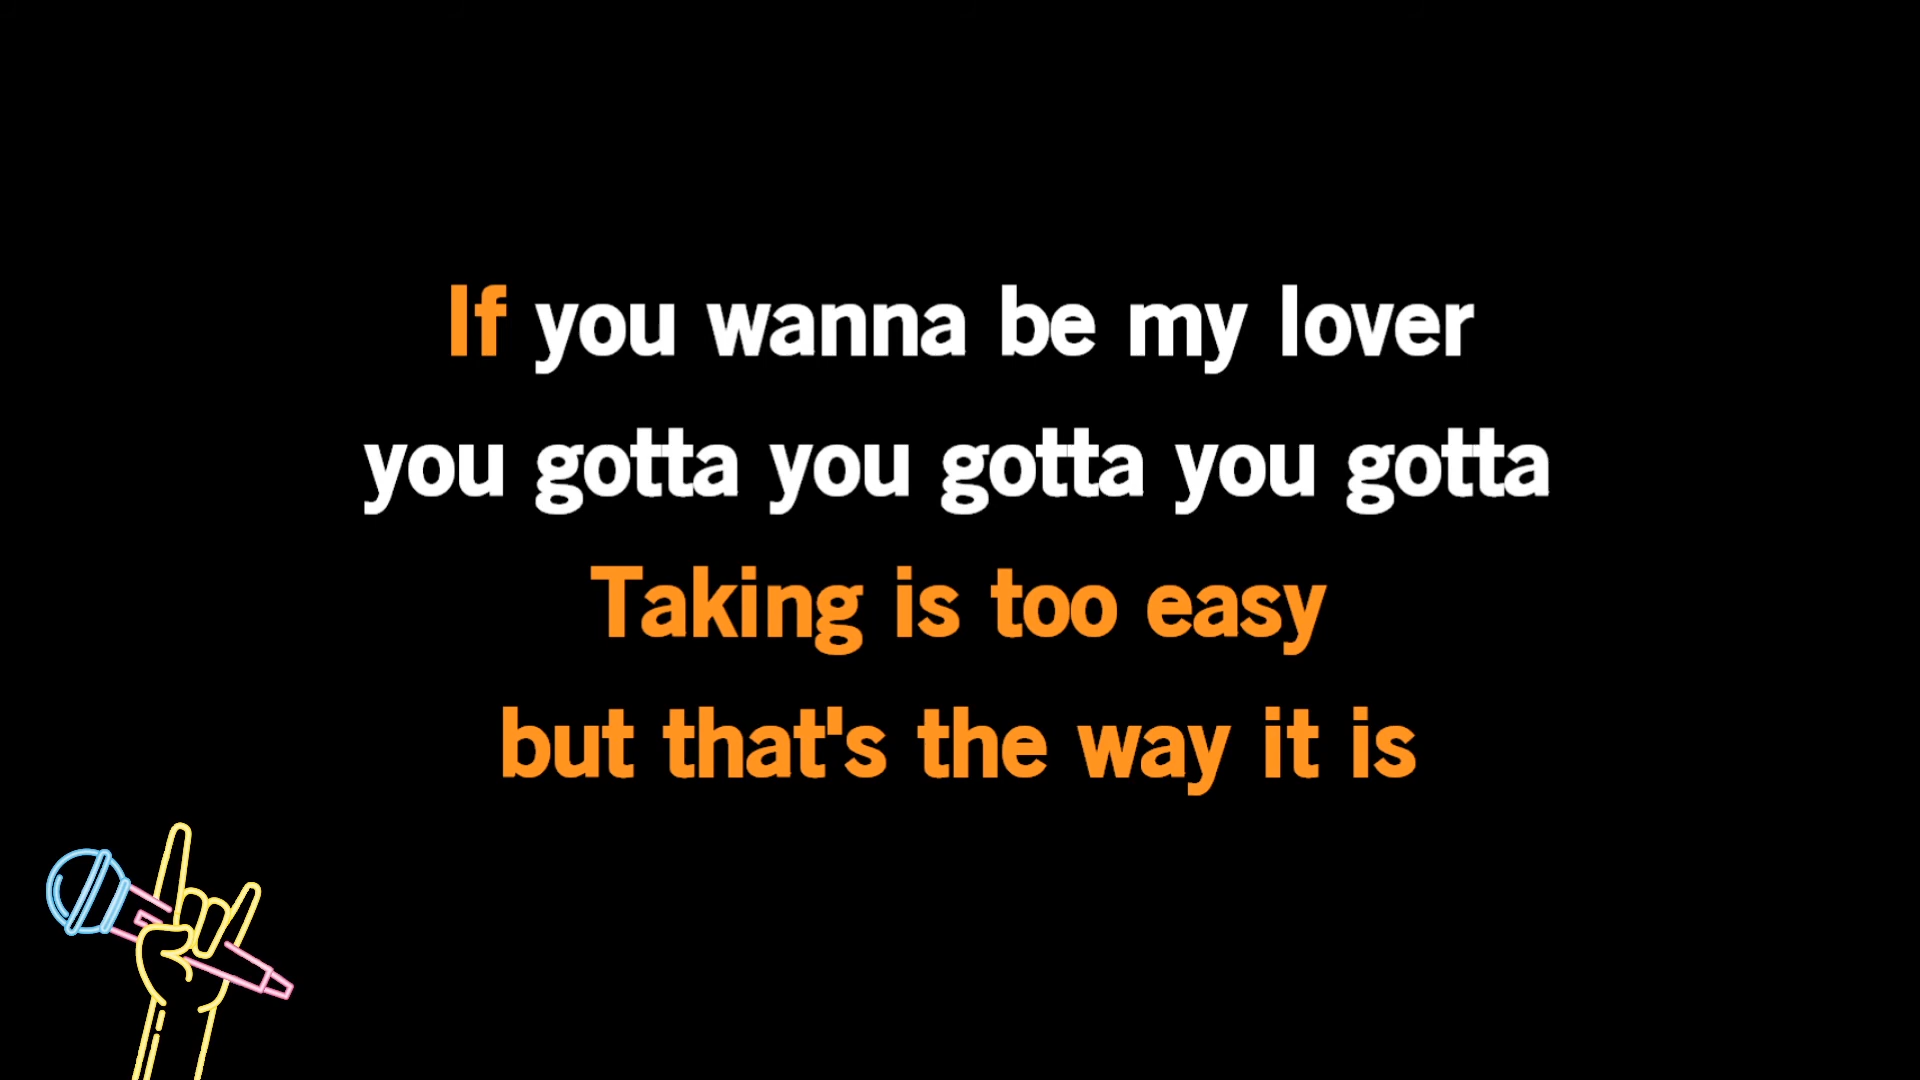 If you wanna be my lover
you gotta you gotta you gotta
Taking is too easy
but that's the way it is